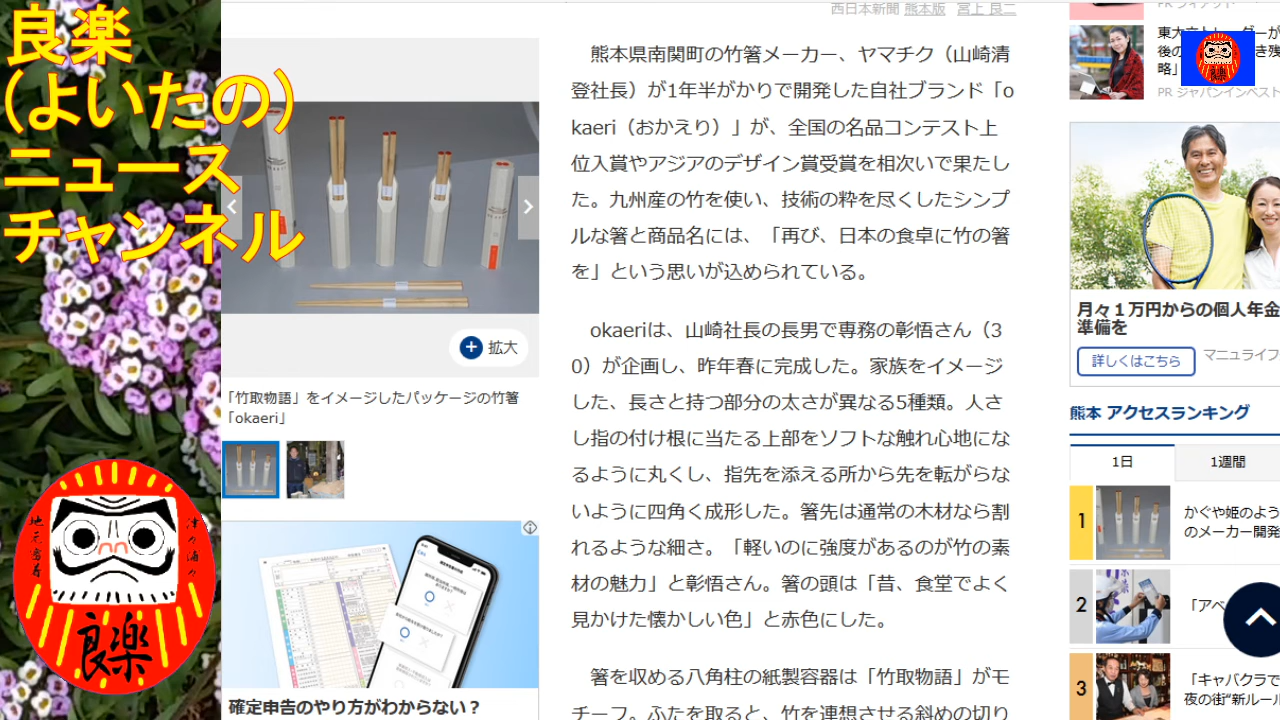 良楽
(よいたの)
ニュース
チャンネル
地元密着
津々浦々
良楽
西日本新聞 熊本版 宮上 良二
熊本県南関町の竹箸メーカー、ヤマチク（山崎清
登社長）が1年半がかりで開発した自社ブランド「o
kaeri（おかえり）」が、全国の名品コンテスト上
位入賞やアジアのデザイン賞受賞を相次いで果たし
た。九州産の竹を使い、技術の粋を尽くしたシンプ
ルな箸と商品名には、「再び、日本の食卓に竹の箸
を」という思いが込められている。
okaeriは、山崎社長の長男で専務の彰悟さん（3
0）が企画し、昨年春に完成した。家族をイメージ
した、長さと持つ部分の太さが異なる5種類。人さ
し指の付け根に当たる上部をソフトな触れ心地にな
るように丸くし、指先を添える所から先を転がらな
いように四角く成形した。箸先は通常の木材なら割
れるような細さ。「軽いのに強度があるのが竹の素
材の魅力」と彰悟さん。箸の頭は「昔、食堂でよく
見かけた懐かしい色」と赤色にした。
箸を収める八角柱の紙製容器は「竹取物語」がモ
チーフ。ふたを取ると、竹を連想させる斜めの切り
拡大
「竹取物語」をイメージしたパッケージの竹箸
「okaeri」
確定申告のやり方がわからない？
略」
PR ジャパンインベスト
月々１万円からの個人年金
準備を
詳しくはこちら
マニュライフ
熊本 アクセスランキング
1日
1週間
1
かぐや姫のよう
のメーカー開発
2
「アベ
3
「キャバクラで
夜の街“新ルール